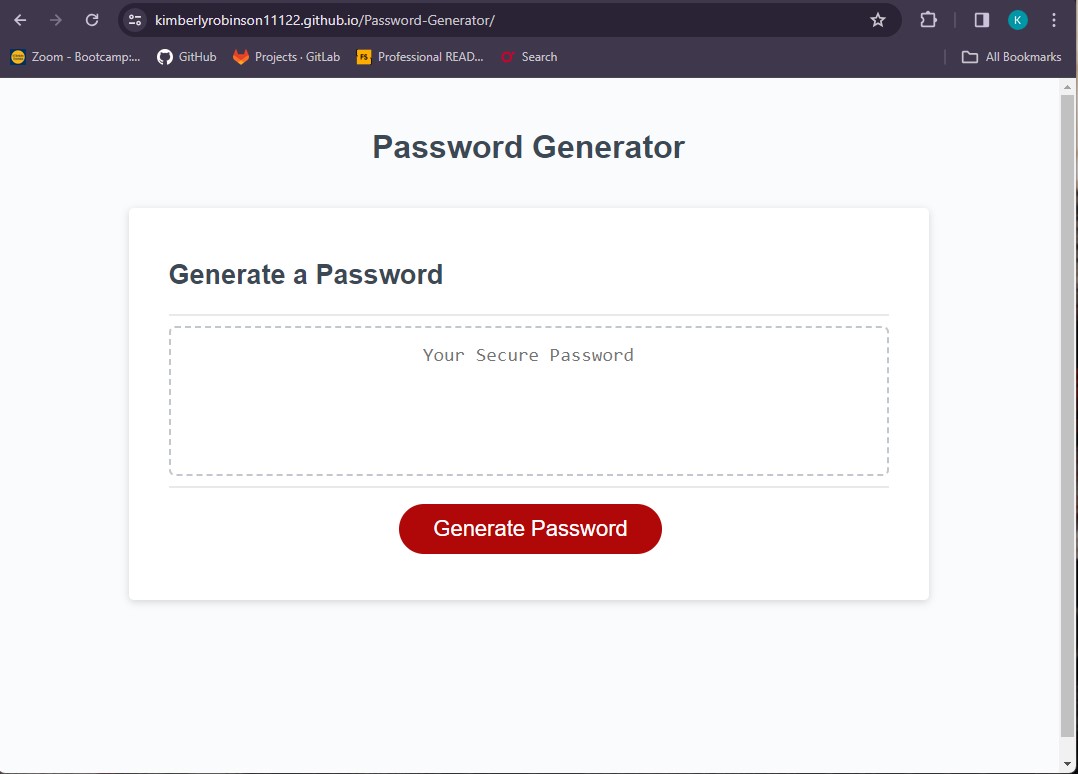 kimberlyrobinson11122.github.io/Password-Generator/
K
Zoom - Bootcamp:... GitHub Projects · GitLab FS Professional READ... Search All Bookmarks
Password Generator
Generate a Password
Your Secure Password
Generate Password